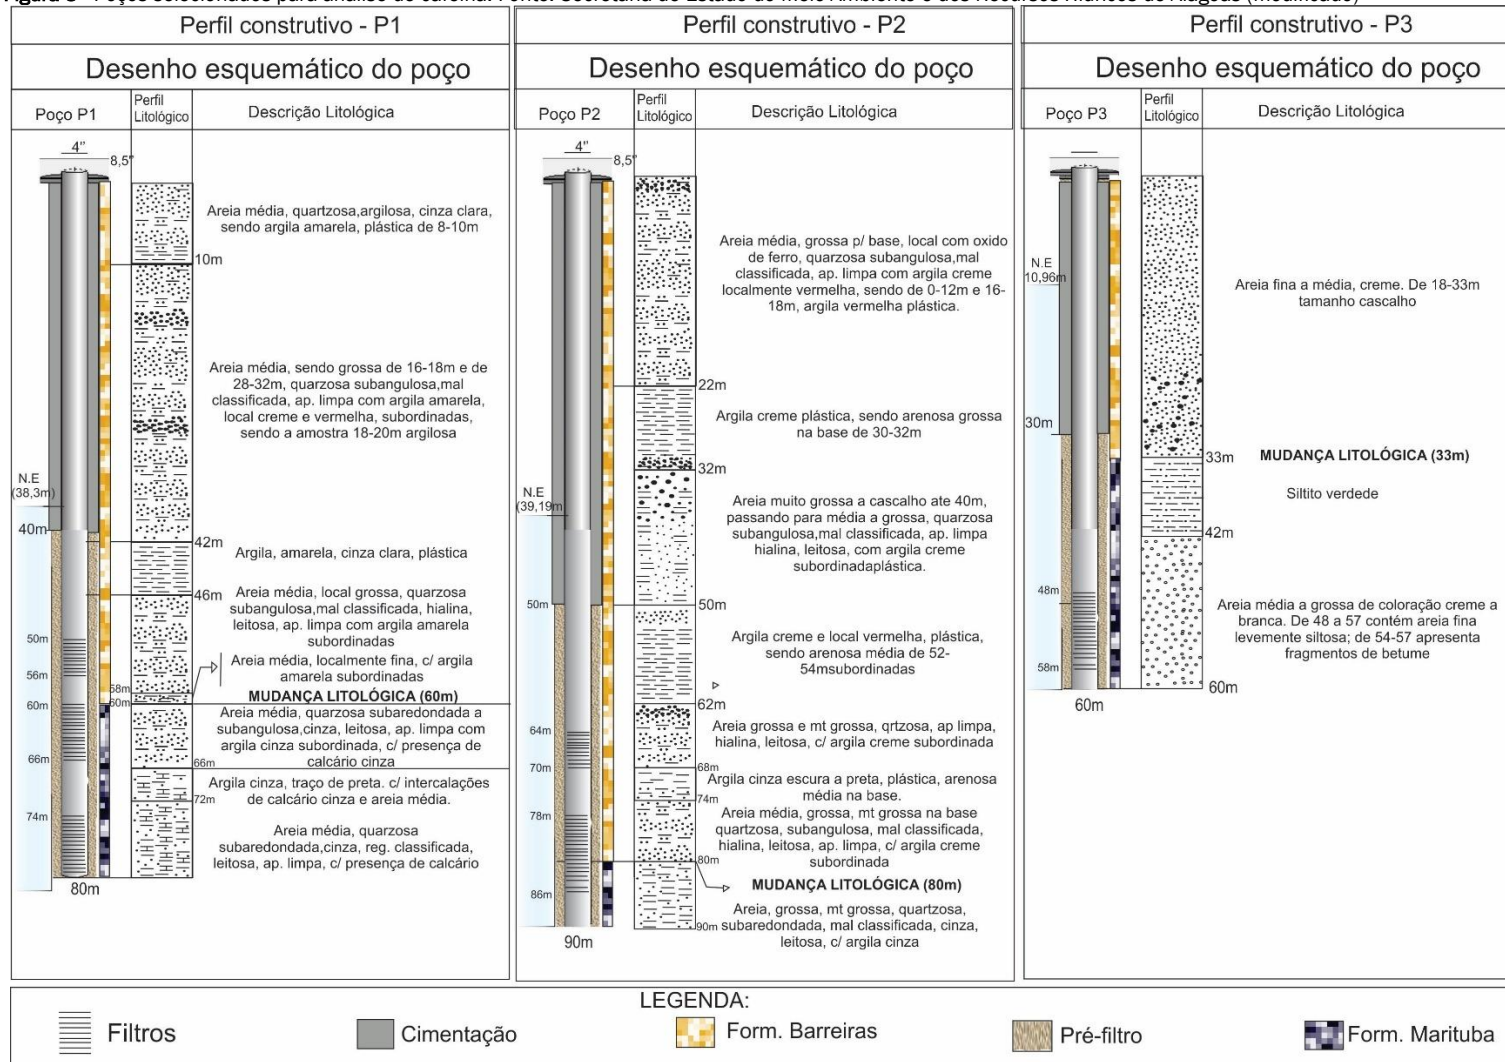 Perfil construtivo - P1
Desenho esquemático do poço
Poço P1
Perfil
Litológico
Descrição Litológica
4"
8,5"
Areia média, quartzosa,argilosa, cinza clara,
sendo argila amarela, plástica de 8-10m
10m
Areia média, sendo grossa de 16-18m e de
28-32m, quarzosa subangulosa,mal
classificada, ap. limpa com argila amarela,
local creme e vermelha, subordinadas,
sendo a amostra 18-20m argilosa
N.E
(38,3m)
40m
42m
Argila, amarela, cinza clara, plástica
46m
Areia média, local grossa, quarzosa
subangulosa,mal classificada, hialina,
leitosa, ap. limpa com argila amarela
subordinadas
50m
56m
Areia média, localmente fina, c/ argila
amarela subordinadas
58m
60m
60m
MUDANÇA LITOLÓGICA (60m)
Areia média, quarzosa subaredondada a
subangulosa,cinza, leitosa, ap. limpa com
argila cinza subordinada, c/ presença de
calcário cinza
66m
66m
Argila cinza, traço de preta. c/ intercalações
de calcário cinza e areia média.
72m
74m
Areia média, quarzosa
subaredondada,cinza, reg. classificada,
leitosa, ap. limpa, c/ presença de calcário
80m
Perfil construtivo - P2
Desenho esquemático do poço
Poço P2
Perfil
Litológico
Descrição Litológica
4"
8,5"
Areia média, grossa p/ base, local com oxido
de ferro, quarzosa subangulosa,mal
classificada, ap. limpa com argila creme
localmente vermelha, sendo de 0-12m e 16-
18m, argila vermelha plástica.
22m
Argila creme plástica, sendo arenosa grossa
na base de 30-32m
32m
N.E
(39,19m
Areia muito grossa a cascalho ate 40m,
passando para média a grossa, quarzosa
subangulosa,mal classificada, ap. limpa
hialina, leitosa, com argila creme
subordinadaplástica.
50m
50m
Argila creme e local vermelha, plástica,
sendo arenosa média de 52-
54msubordinadas
62m
Areia grossa e mt grossa, qrtzosa, ap limpa,
hialina, leitosa, c/ argila creme subordinada
64m
70m
68m
Argila cinza escura a preta, plástica, arenosa
média na base.
74m
78m
Areia média, grossa, mt grossa na base
quartzosa, subangulosa, mal classificada,
hialina, leitosa, ap. limpa, c/ argila creme
subordinada
80m
MUDANÇA LITOLÓGICA (80m)
86m
Areia, grossa, mt grossa, quartzosa,
subaredondada, mal classificada, cinza,
leitosa, c/ argila cinza
90m
90m
Perfil construtivo - P3
Desenho esquemático do poço
Poço P3
Perfil
Litológico
Descrição Litológica
N.E
10,96m
Areia fina a média, creme. De 18-33m
tamanho cascalho
30m
33m
MUDANÇA LITOLÓGICA (33m)
Siltito verdede
42m
48m
Areia média a grossa de coloração creme a
branca. De 48 a 57 contém areia fina
levemente siltosa; de 54-57 apresenta
fragmentos de betume
58m
60m
60m
LEGENDA:
Filtros
Cimentação
Form. Barreiras
Pré-filtro
Form. Marituba